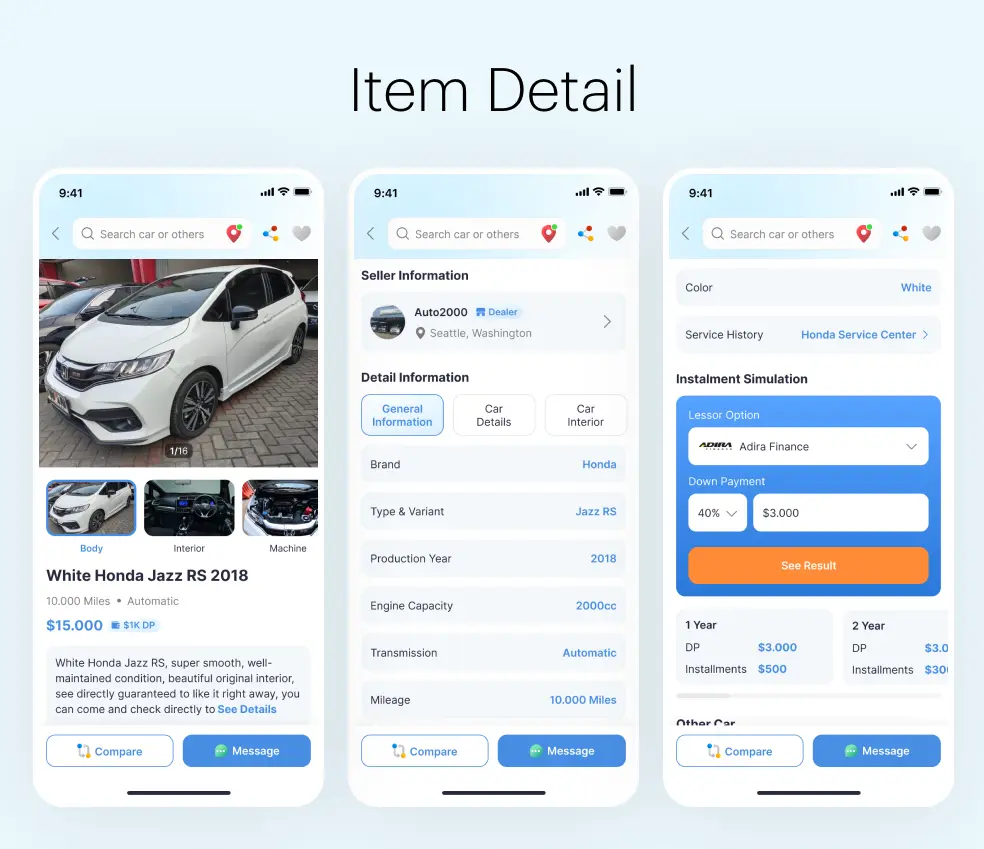 Item Detail
9:41
Search car or others
1/16
Body
Interior
Machine
White Honda Jazz RS 2018
10.000 Miles • Automatic
$15.000
$1K DP
White Honda Jazz RS, super smooth, well-
maintained condition, beautiful original interior,
see directly guaranteed to like it right away, you
can come and check directly to See Details
Compare
Message
9:41
Search car or others
Seller Information
Auto2000
Dealer
Seattle, Washington
Detail Information
General
Information
Car
Details
Car
Interior
Brand
Honda
Type & Variant
Jazz RS
Production Year
2018
Engine Capacity
2000cc
Transmission
Automatic
Mileage
10.000 Miles
Compare
Message
9:41
Search car or others
Color
White
Service History
Honda Service Center
Instalment Simulation
Lessor Option
ADIRA
FINANCE
Adira Finance
Down Payment
40%
$3.000
See Result
1 Year
DP
$3.000
Installments
$500
2 Year
DP
$3.0
Installments
$30
Other Car
Compare
Message